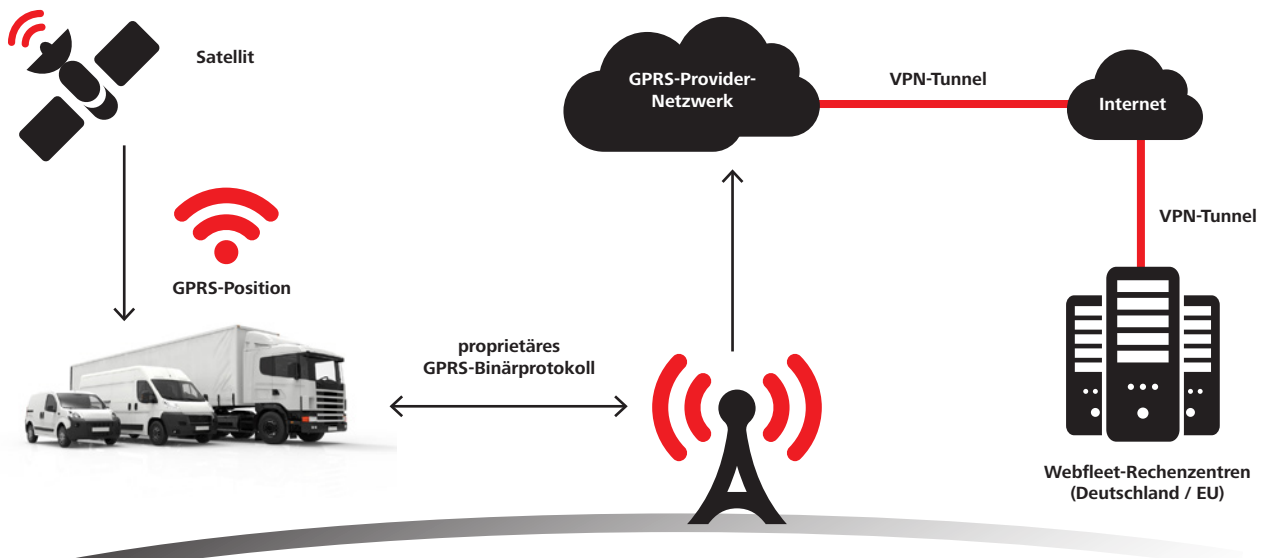 Satellit
GPRS-Provider-
Netzwerk
VPN-Tunnel
Internet
VPN-Tunnel
GPRS-Position
proprietäres
GPRS-Binärprotokoll
Webfleet-Rechenzentren
(Deutschland / EU)